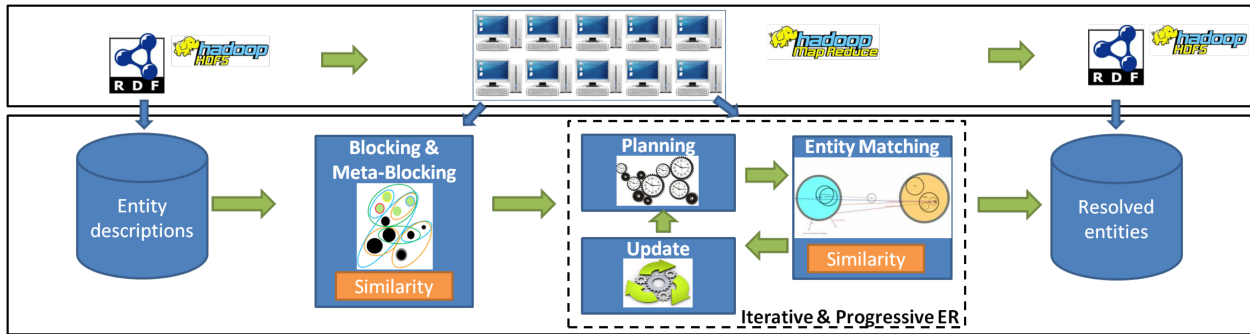 RDF
hadoop
HDFS
hadoop
Map Reduce
RDF
hadoop
HDFS
Entity
descriptions
Blocking &
Meta-Blocking
Similarity
Planning
Update
Entity Matching
Similarity
Iterative & Progressive ER
Resolved
entities